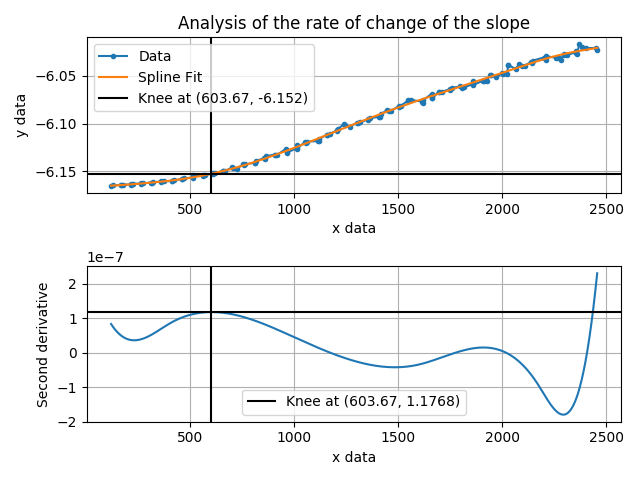 Analysis of the rate of change of the slope
Data
Spline Fit
Knee at (603.67, -6.152)
y data
−6.05
−6.10
−6.15
500
1000
1500
2000
2500
x data
1e−7
Second derivative
2
1
0
−1
−2
Knee at (603.67, 1.1768)
500
1000
1500
2000
2500
x data